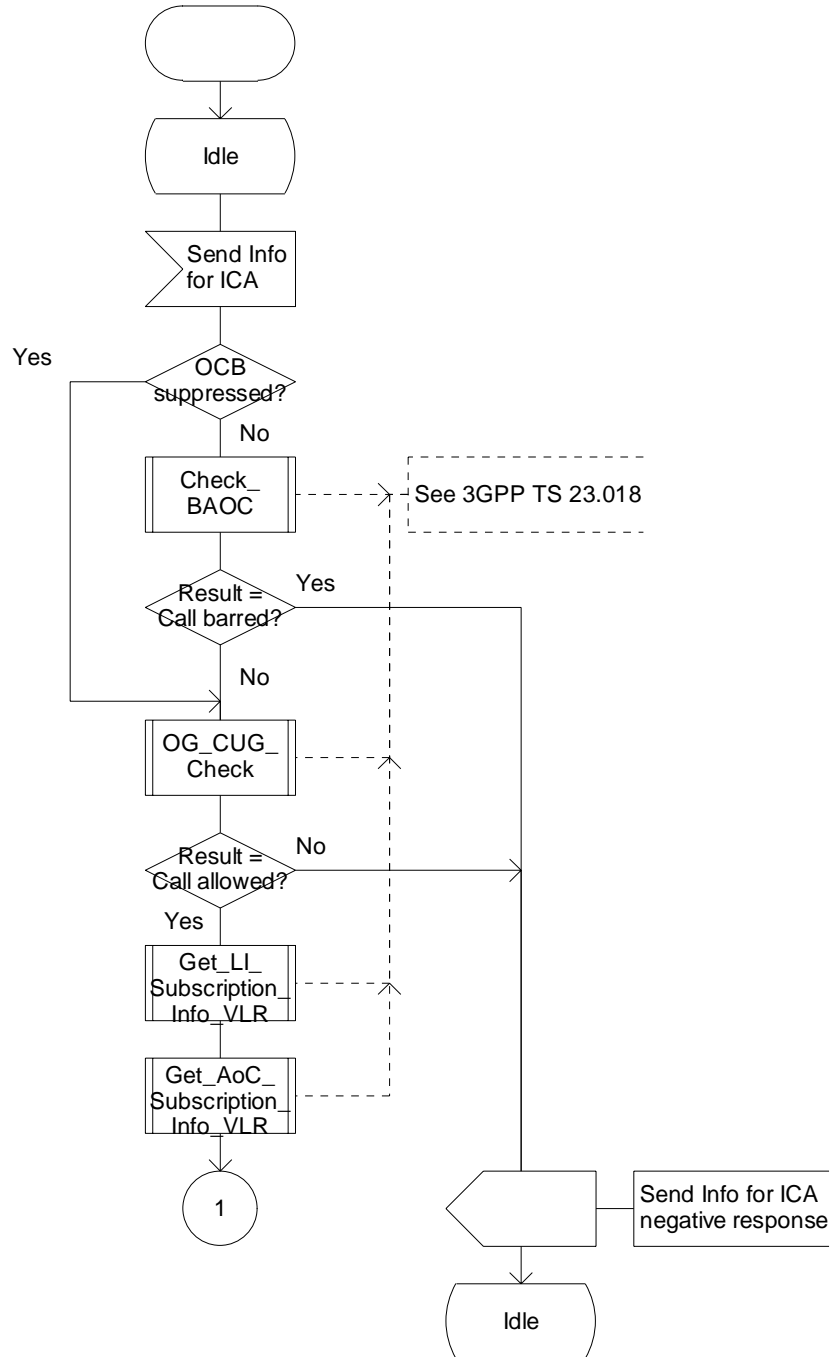 Idle
Send Info
for ICA
Yes
OCB
suppressed?
No
Check_
BAOC
See 3GPP TS 23.018
Result =
Call barred?
Yes
No
OG_CUG_
Check
Result =
Call allowed?
No
Yes
Get_LI_
Subscription_
Info_VLR
Get_AoC_
Subscription_
Info_VLR
1
Send Info for ICA
negative response
Idle